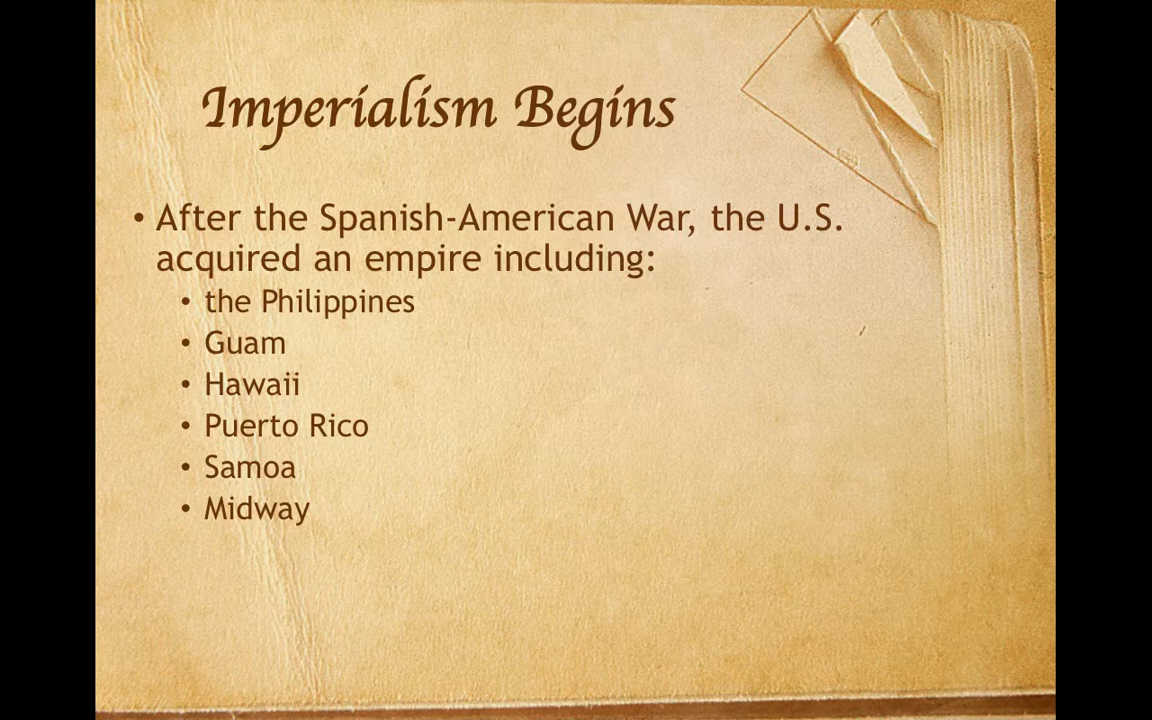 Imperialism Begins
• After the Spanish-American War, the U.S.
acquired an empire including:
• the Philippines
• Guam
• Hawaii
• Puerto Rico
• Samoa
• Midway